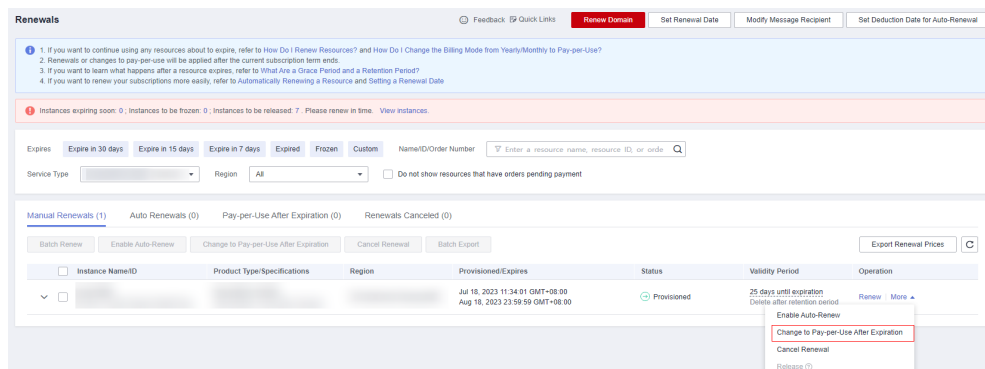 Renewals Feedback Quick Links Renew Domain Set Renewal Date Modify Message Recipient Set Deduction Date for Auto-Renewal
1. If you want to continue using any resources about to expire, refer to How Do I Renew Resources? and How Do I Change the Billing Mode from Yearly/Monthly to Pay-per-Use?
2. Renewals or changes to pay-per-use will be applied after the current subscription term ends.
3. If you want to learn what happens after a resource expires, refer to What Are a Grace Period and a Retention Period?
4. If you want to renew your subscriptions more easily, refer to Automatically Renewing a Resource and Setting a Renewal Date
Instances expiring soon: 0 ; Instances to be frozen: 0 ; Instances to be released: 7 . Please renew in time. View instances.
Expires Expire in 30 days Expire in 15 days Expire in 7 days Expired Frozen Custom Name/ID/Order Number Enter a resource name, resource ID, or orde
Service Type Region All Do not show resources that have orders pending payment
Manual Renewals (1) Auto Renewals (0) Pay-per-Use After Expiration (0) Renewals Canceled (0)
Batch Renew Enable Auto-Renew Change to Pay-per-Use After Expiration Cancel Renewal Batch Export Export Renewal Prices
Instance Name/ID Product Type/Specifications Region Provisioned/Expires Status Validity Period Operation
Jul 18, 2023 11:34:01 GMT+08:00
Aug 18, 2023 23:59:59 GMT+08:00
Provisioned
25 days until expiration
Delete after retention period
Renew More
Enable Auto-Renew
Change to Pay-per-Use After Expiration
Cancel Renewal
Release